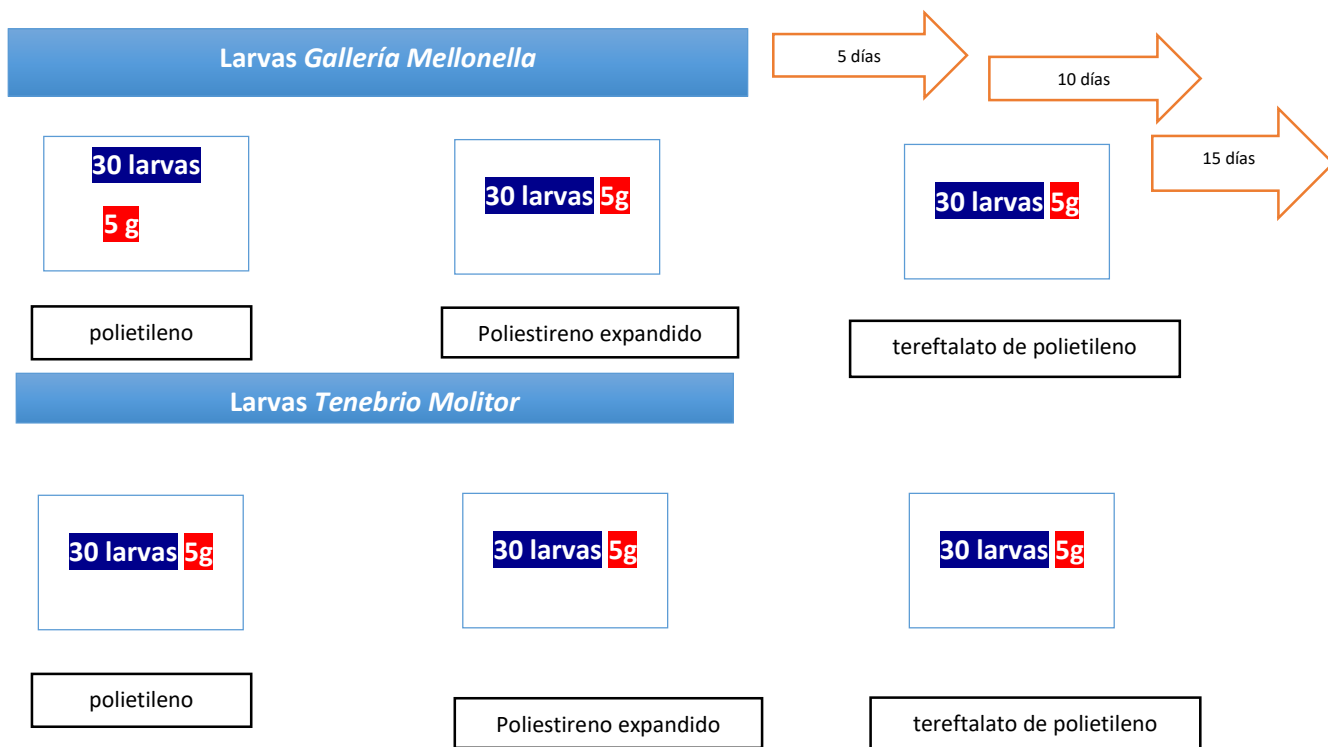 Larvas Gallería Mellonella
5 días
10 días
15 días
30 larvas
5 g
30 larvas 5g
30 larvas 5g
polietileno
Poliestireno expandido
tereftalato de polietileno
Larvas Tenebrio Molitor
30 larvas 5g
30 larvas 5g
30 larvas 5g
polietileno
Poliestireno expandido
tereftalato de polietileno